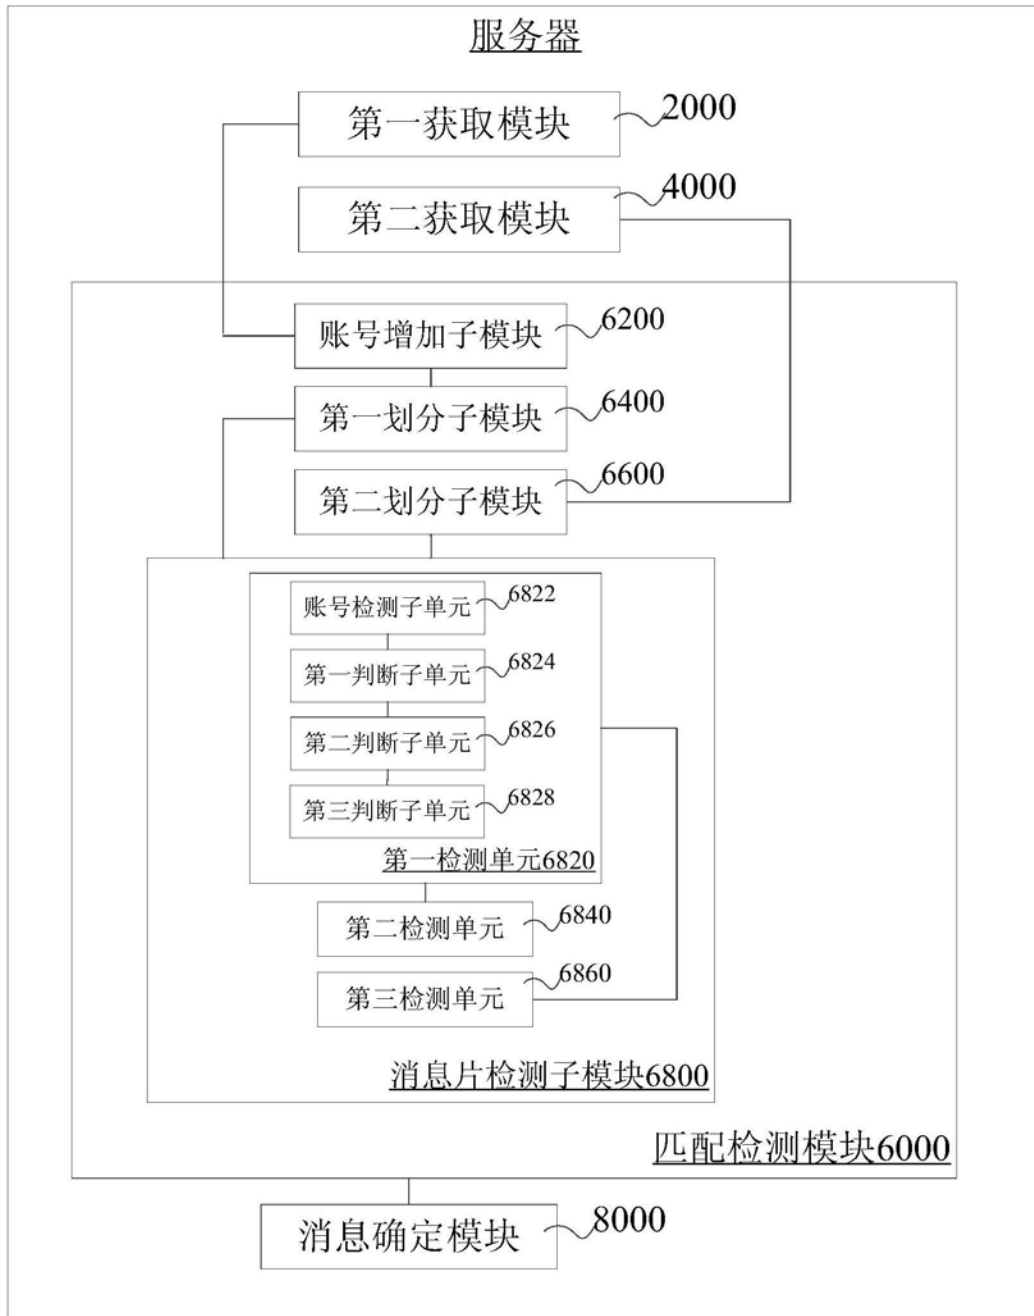 服务器
第一获取模块 2000
第二获取模块 4000
账号增加子模块 6200
第一划分子模块 6400
第二划分子模块 6600
账号检测子单元 6822
第一判断子单元 6824
第二判断子单元 6826
第三判断子单元 6828
第一检测单元6820
第二检测单元 6840
第三检测单元 6860
消息片检测子模块6800
匹配检测模块6000
消息确定模块 8000